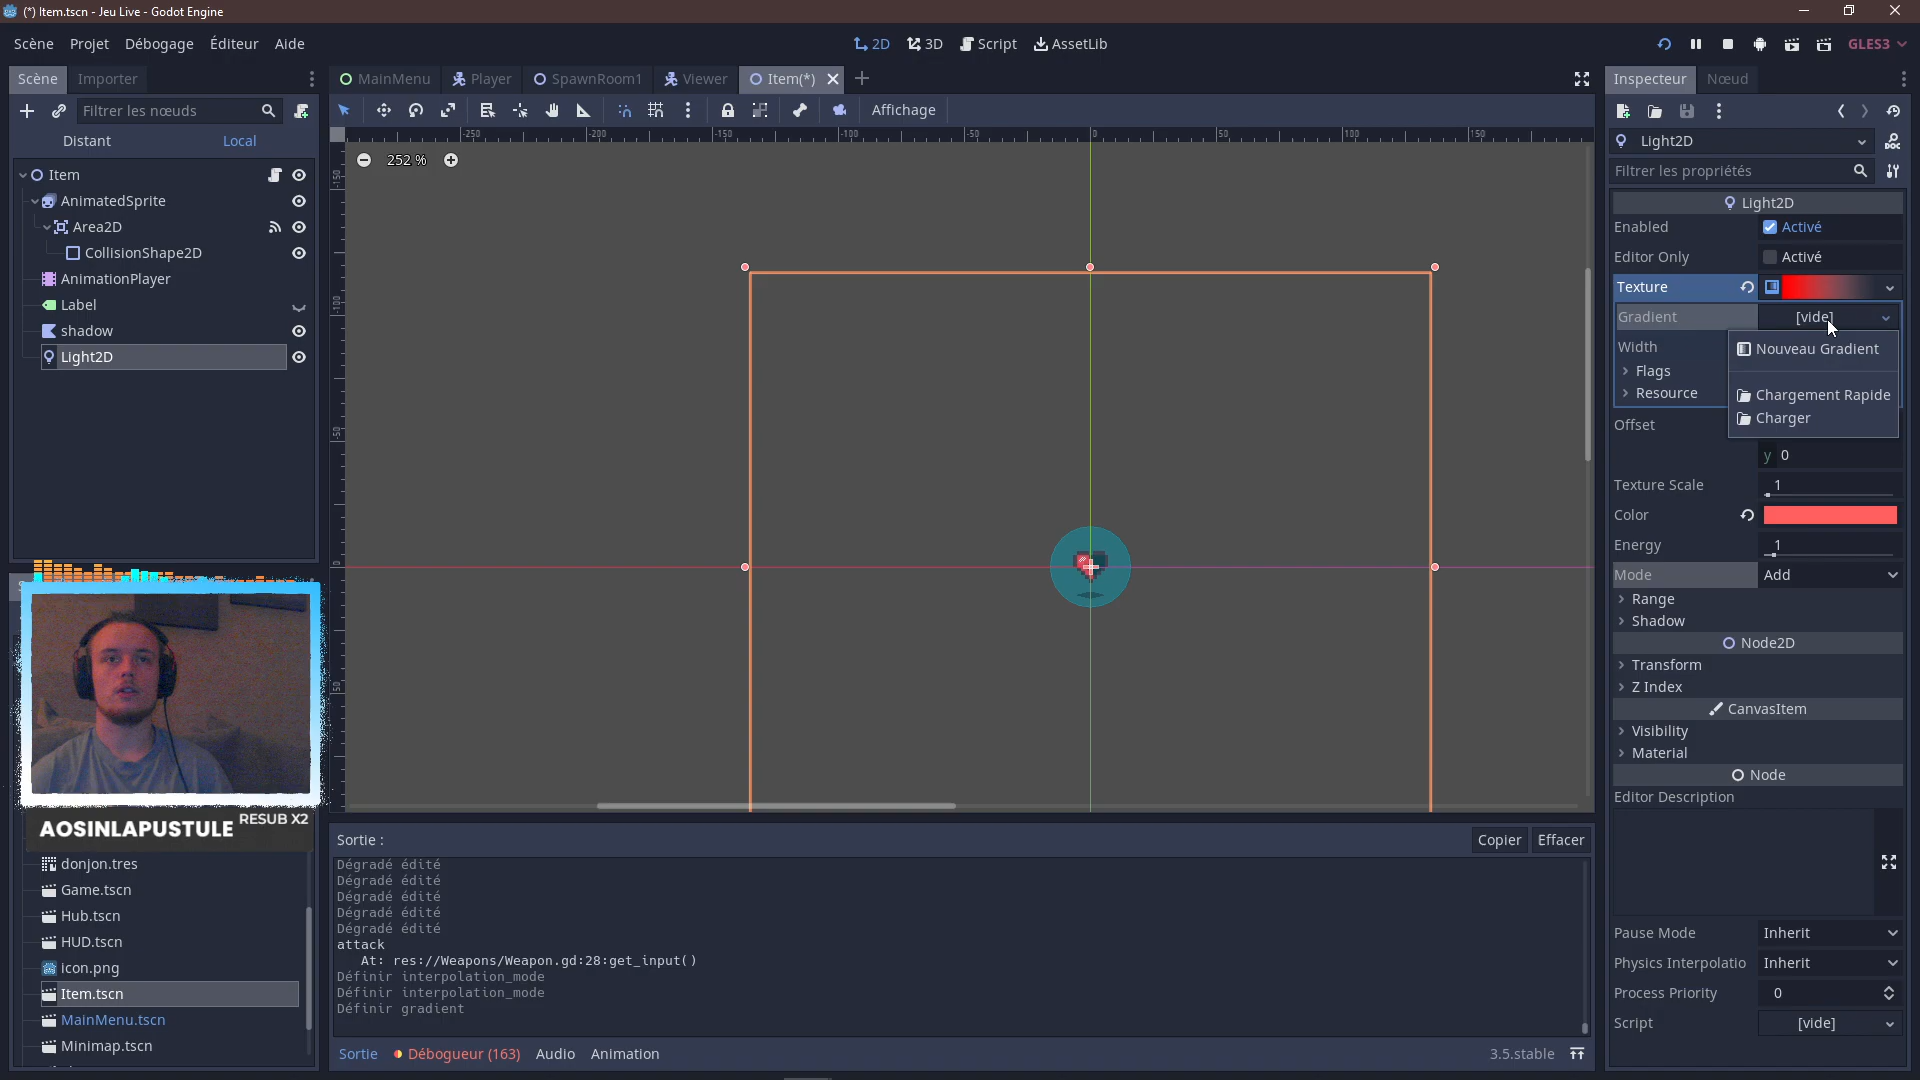 (*) Item.tscn - Jeu Live - Godot Engine
Scène Projet Débogage Éditeur Aide
2D 3D Script AssetLib
GLES3
Scène Importer
MainMenu Player SpawnRoom1 Viewer Item(*)
Inspecteur Nœud
Filtrer les nœuds
Affichage
Distant Local
Light2D
Filtrer les propriétés
-250 -200 -150 -100 -50 0 50 100 150
252 %
Item
AnimatedSprite
Area2D
CollisionShape2D
AnimationPlayer
Label
shadow
Light2D
Light2D
Enabled Activé
Editor Only Activé
Texture
Gradient [vide]
Width
Nouveau Gradient
Flags
Resource
Chargement Rapide
Charger
Offset
y 0
Texture Scale 1
Color
Energy 1
Mode Add
Range
Shadow
Node2D
Transform
Z Index
CanvasItem
Visibility
Material
Node
Editor Description
Pause Mode Inherit
Physics Interpolatio Inherit
Process Priority 0
Script [vide]
AOSINLAPUSTULE RESUB X2
donjon.tres
Game.tscn
Hub.tscn
HUD.tscn
icon.png
Item.tscn
MainMenu.tscn
Minimap.tscn
Sortie :
Copier Effacer
Dégradé édité
Dégradé édité
Dégradé édité
Dégradé édité
Dégradé édité
attack
At: res://Weapons/Weapon.gd:28:get_input()
Définir interpolation_mode
Définir interpolation_mode
Définir gradient
Sortie Débogueur (163) Audio Animation
3.5.stable